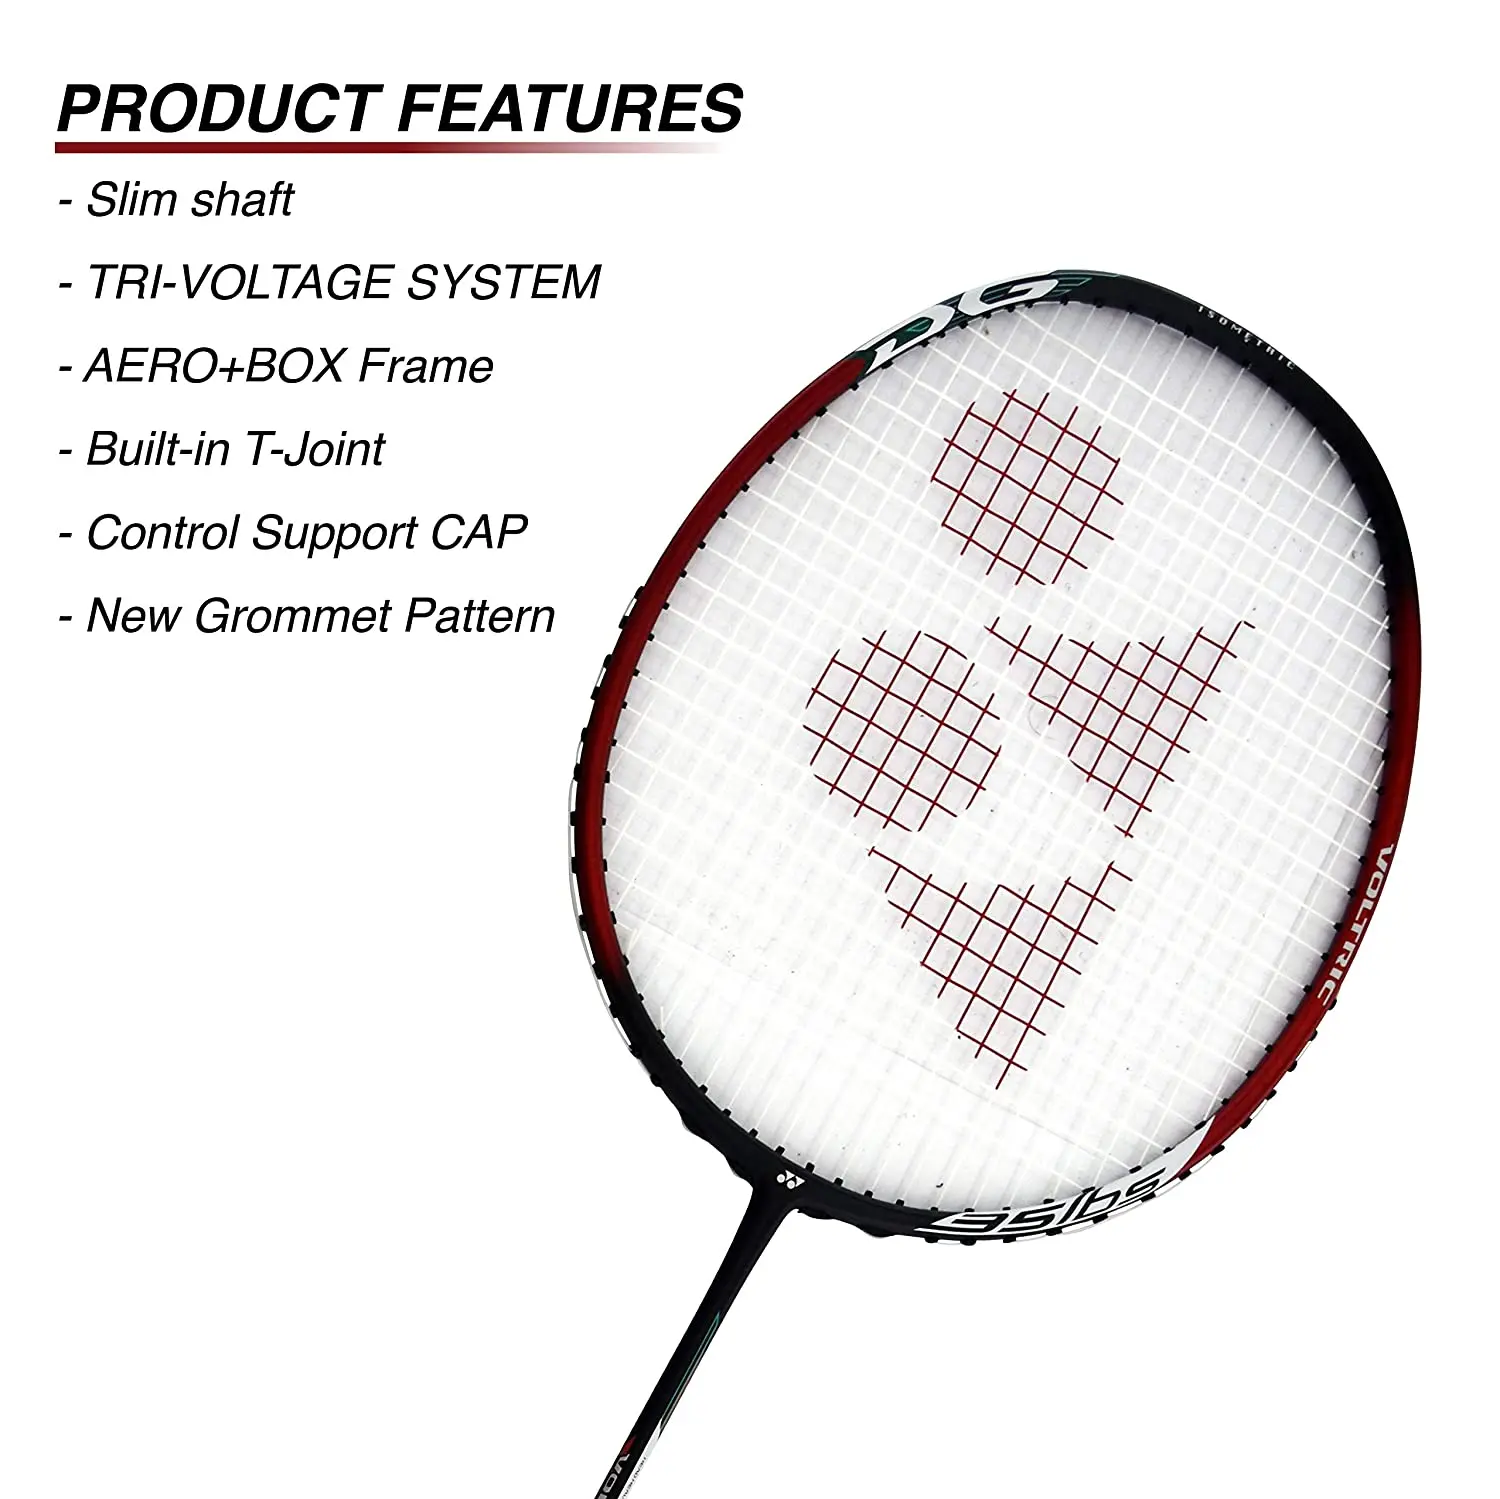 PRODUCT FEATURES
- Slim shaft
- TRI-VOLTAGE SYSTEM
- AERO+BOX Frame
- Built-in T-Joint
- Control Support CAP
- New Grommet Pattern
DG
ISOMETRIC
VOLTRIC
35lbs